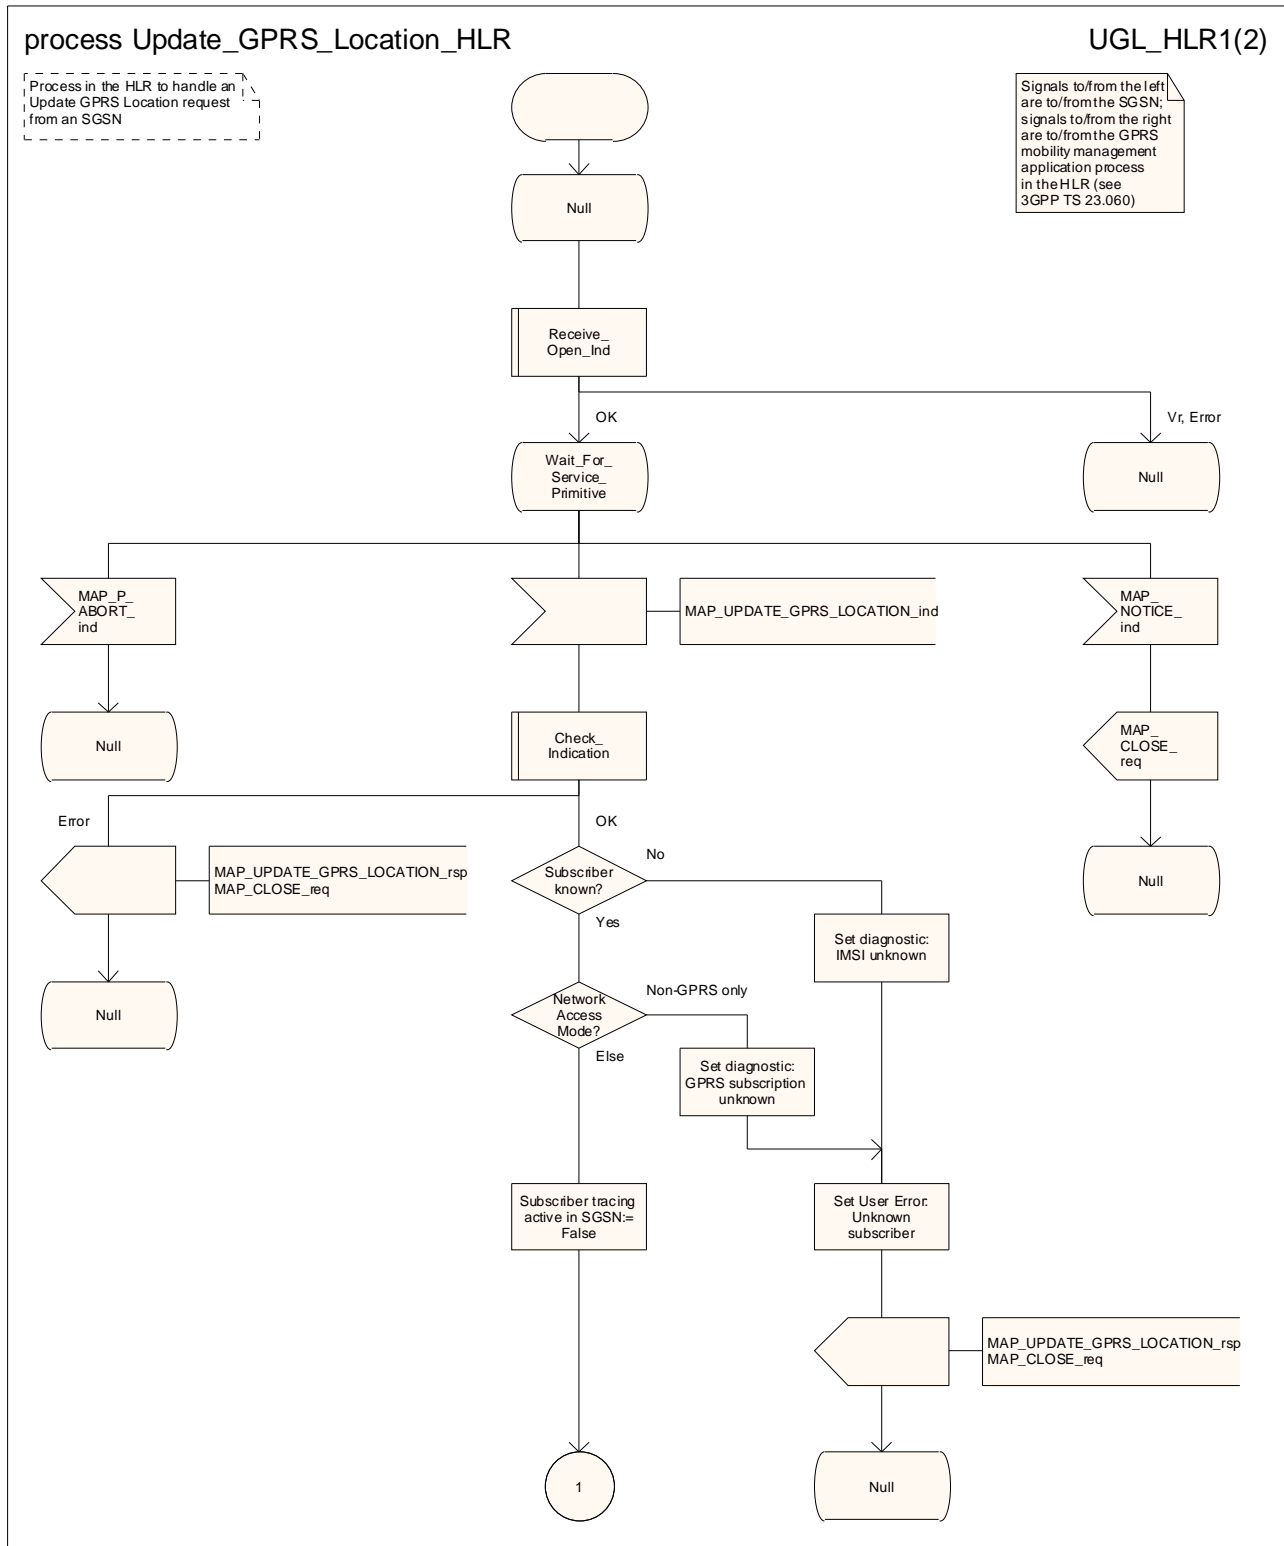 process Update_GPRS_Location_HLR
UGL_HLR1(2)
Process in the HLR to handle an
Update GPRS Location request
from an SGSN
Signals to/from the left
are to/from the SGSN;
signals to/from the right
are to/from the GPRS
mobility management
application process
in the HLR (see
3GPP TS 23.060)
Null
Receive_
Open_Ind
OK
Vr, Error
Wait_For_
Service_
Primitive
Null
MAP_P_
ABORT_
ind
MAP_UPDATE_GPRS_LOCATION_ind
MAP_
NOTICE_
ind
Null
Check_
Indication
MAP_
CLOSE_
req
Error
OK
MAP_UPDATE_GPRS_LOCATION_rsp
MAP_CLOSE_req
Subscriber
known?
No
Yes
Null
Set diagnostic:
IMSI unknown
Null
Network
Access
Mode?
Non-GPRS only
Else
Set diagnostic:
GPRS subscription
unknown
Subscriber tracing
active in SGSN:=
False
Set User Error:
Unknown
subscriber
MAP_UPDATE_GPRS_LOCATION_rsp
MAP_CLOSE_req
1
Null